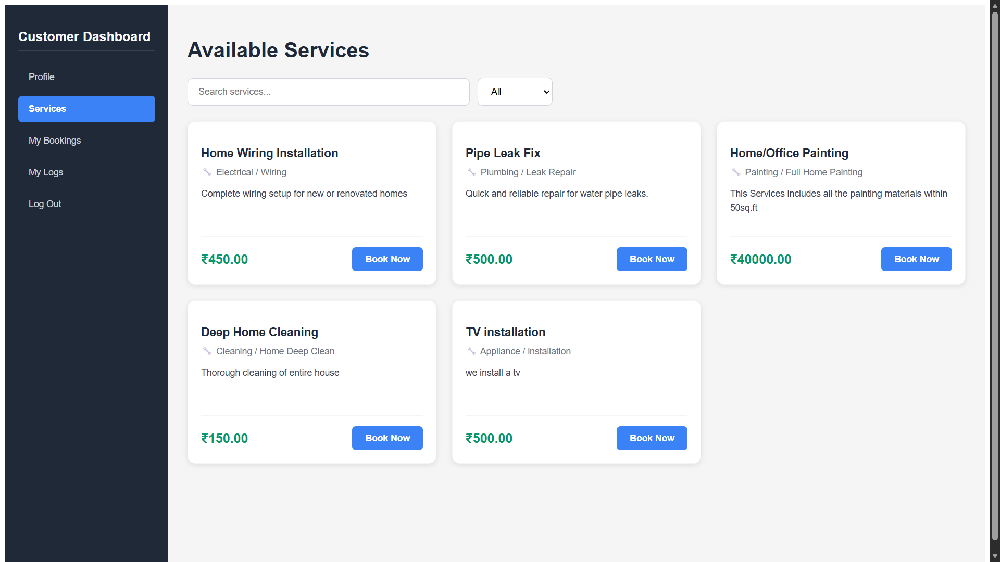 Customer Dashboard
Profile
Services
My Bookings
My Logs
Log Out
Available Services
Search services...
All
Home Wiring Installation
Electrical / Wiring
Complete wiring setup for new or renovated homes
₹450.00
Book Now
Pipe Leak Fix
Plumbing / Leak Repair
Quick and reliable repair for water pipe leaks.
₹500.00
Book Now
Home/Office Painting
Painting / Full Home Painting
This Services includes all the painting materials within
50sq.ft
₹40000.00
Book Now
Deep Home Cleaning
Cleaning / Home Deep Clean
Thorough cleaning of entire house
₹150.00
Book Now
TV installation
Appliance / installation
we install a tv
₹500.00
Book Now